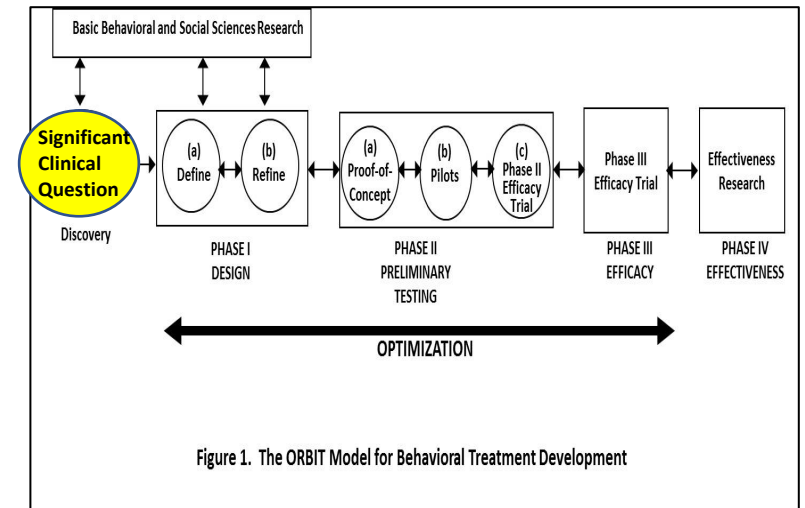 Basic Behavioral and Social Sciences Research
Significant
Clinical
Question
Discovery
(a)
Define
(b)
Refine
PHASE I
DESIGN
(a)
Proof-of-
Concept
(b)
Pilots
(c)
Phase II
Efficacy
Trial
PHASE II
PRELIMINARY
TESTING
Phase III
Efficacy Trial
PHASE III
EFFICACY
Effectiveness
Research
PHASE IV
EFFECTIVENESS
OPTIMIZATION
Figure 1. The ORBIT Model for Behavioral Treatment Development